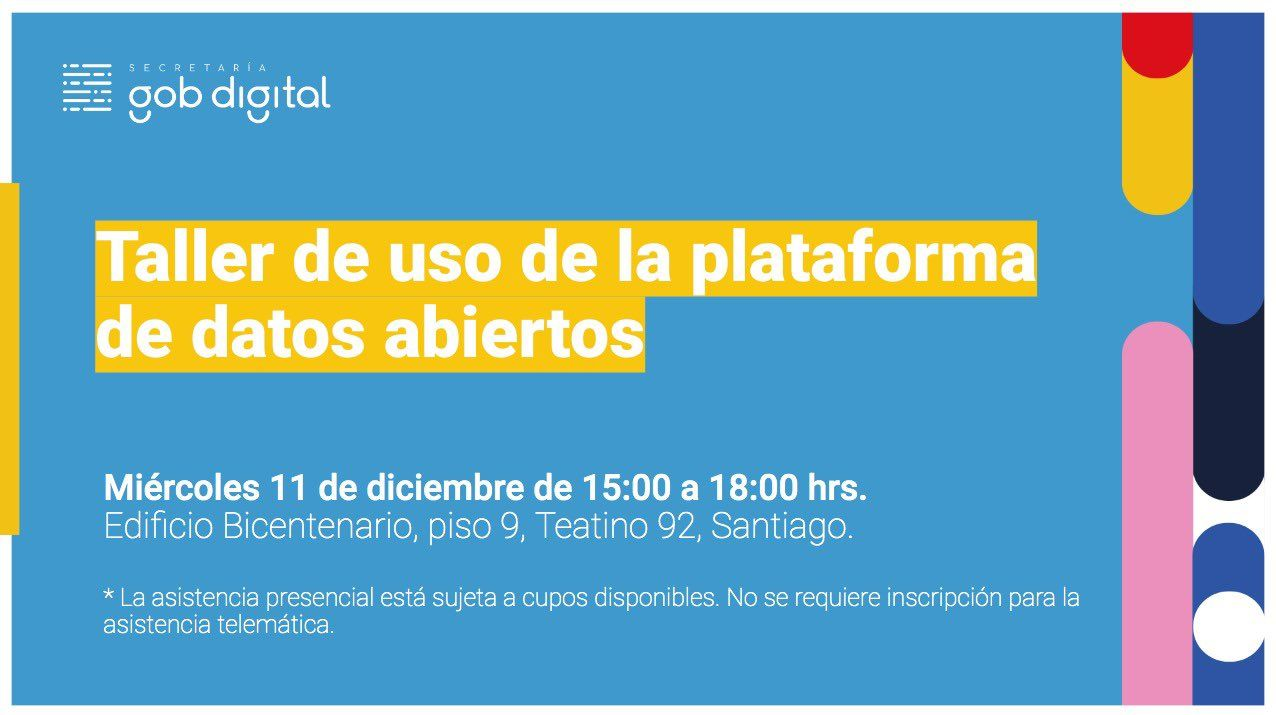 SECRETARÍA
gob digital
Taller de uso de la plataforma
de datos abiertos
Miércoles 11 de diciembre de 15:00 a 18:00 hrs.
Edificio Bicentenario, piso 9, Teatino 92, Santiago.
* La asistencia presencial está sujeta a cupos disponibles. No se requiere inscripción para la
asistencia telemática.